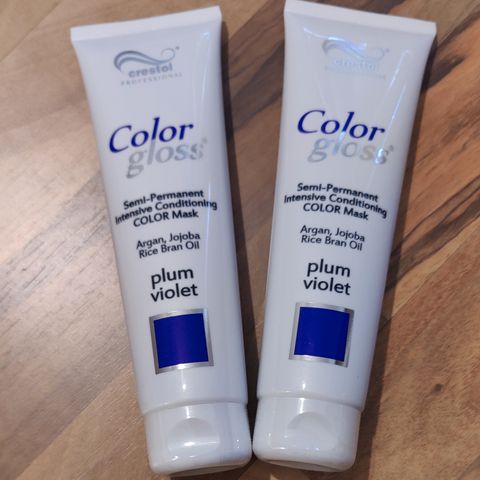 crestol
PROFESSIONAL
Color
gloss
Semi-Permanent
Intensive Conditioning
COLOR Mask
Argan, Jojoba
Rice Bran Oil
plum
violet
crestol
Color
gloss
Semi-Permanent
Intensive Conditioning
COLOR Mask
Argan, Jojoba
Rice Bran Oil
plum
violet